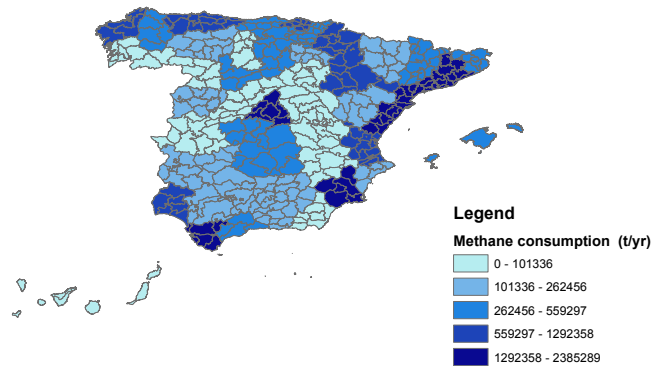 Legend
Methane consumption (t/yr)
0 - 101336
101336 - 262456
262456 - 559297
559297 - 1292358
1292358 - 2385289